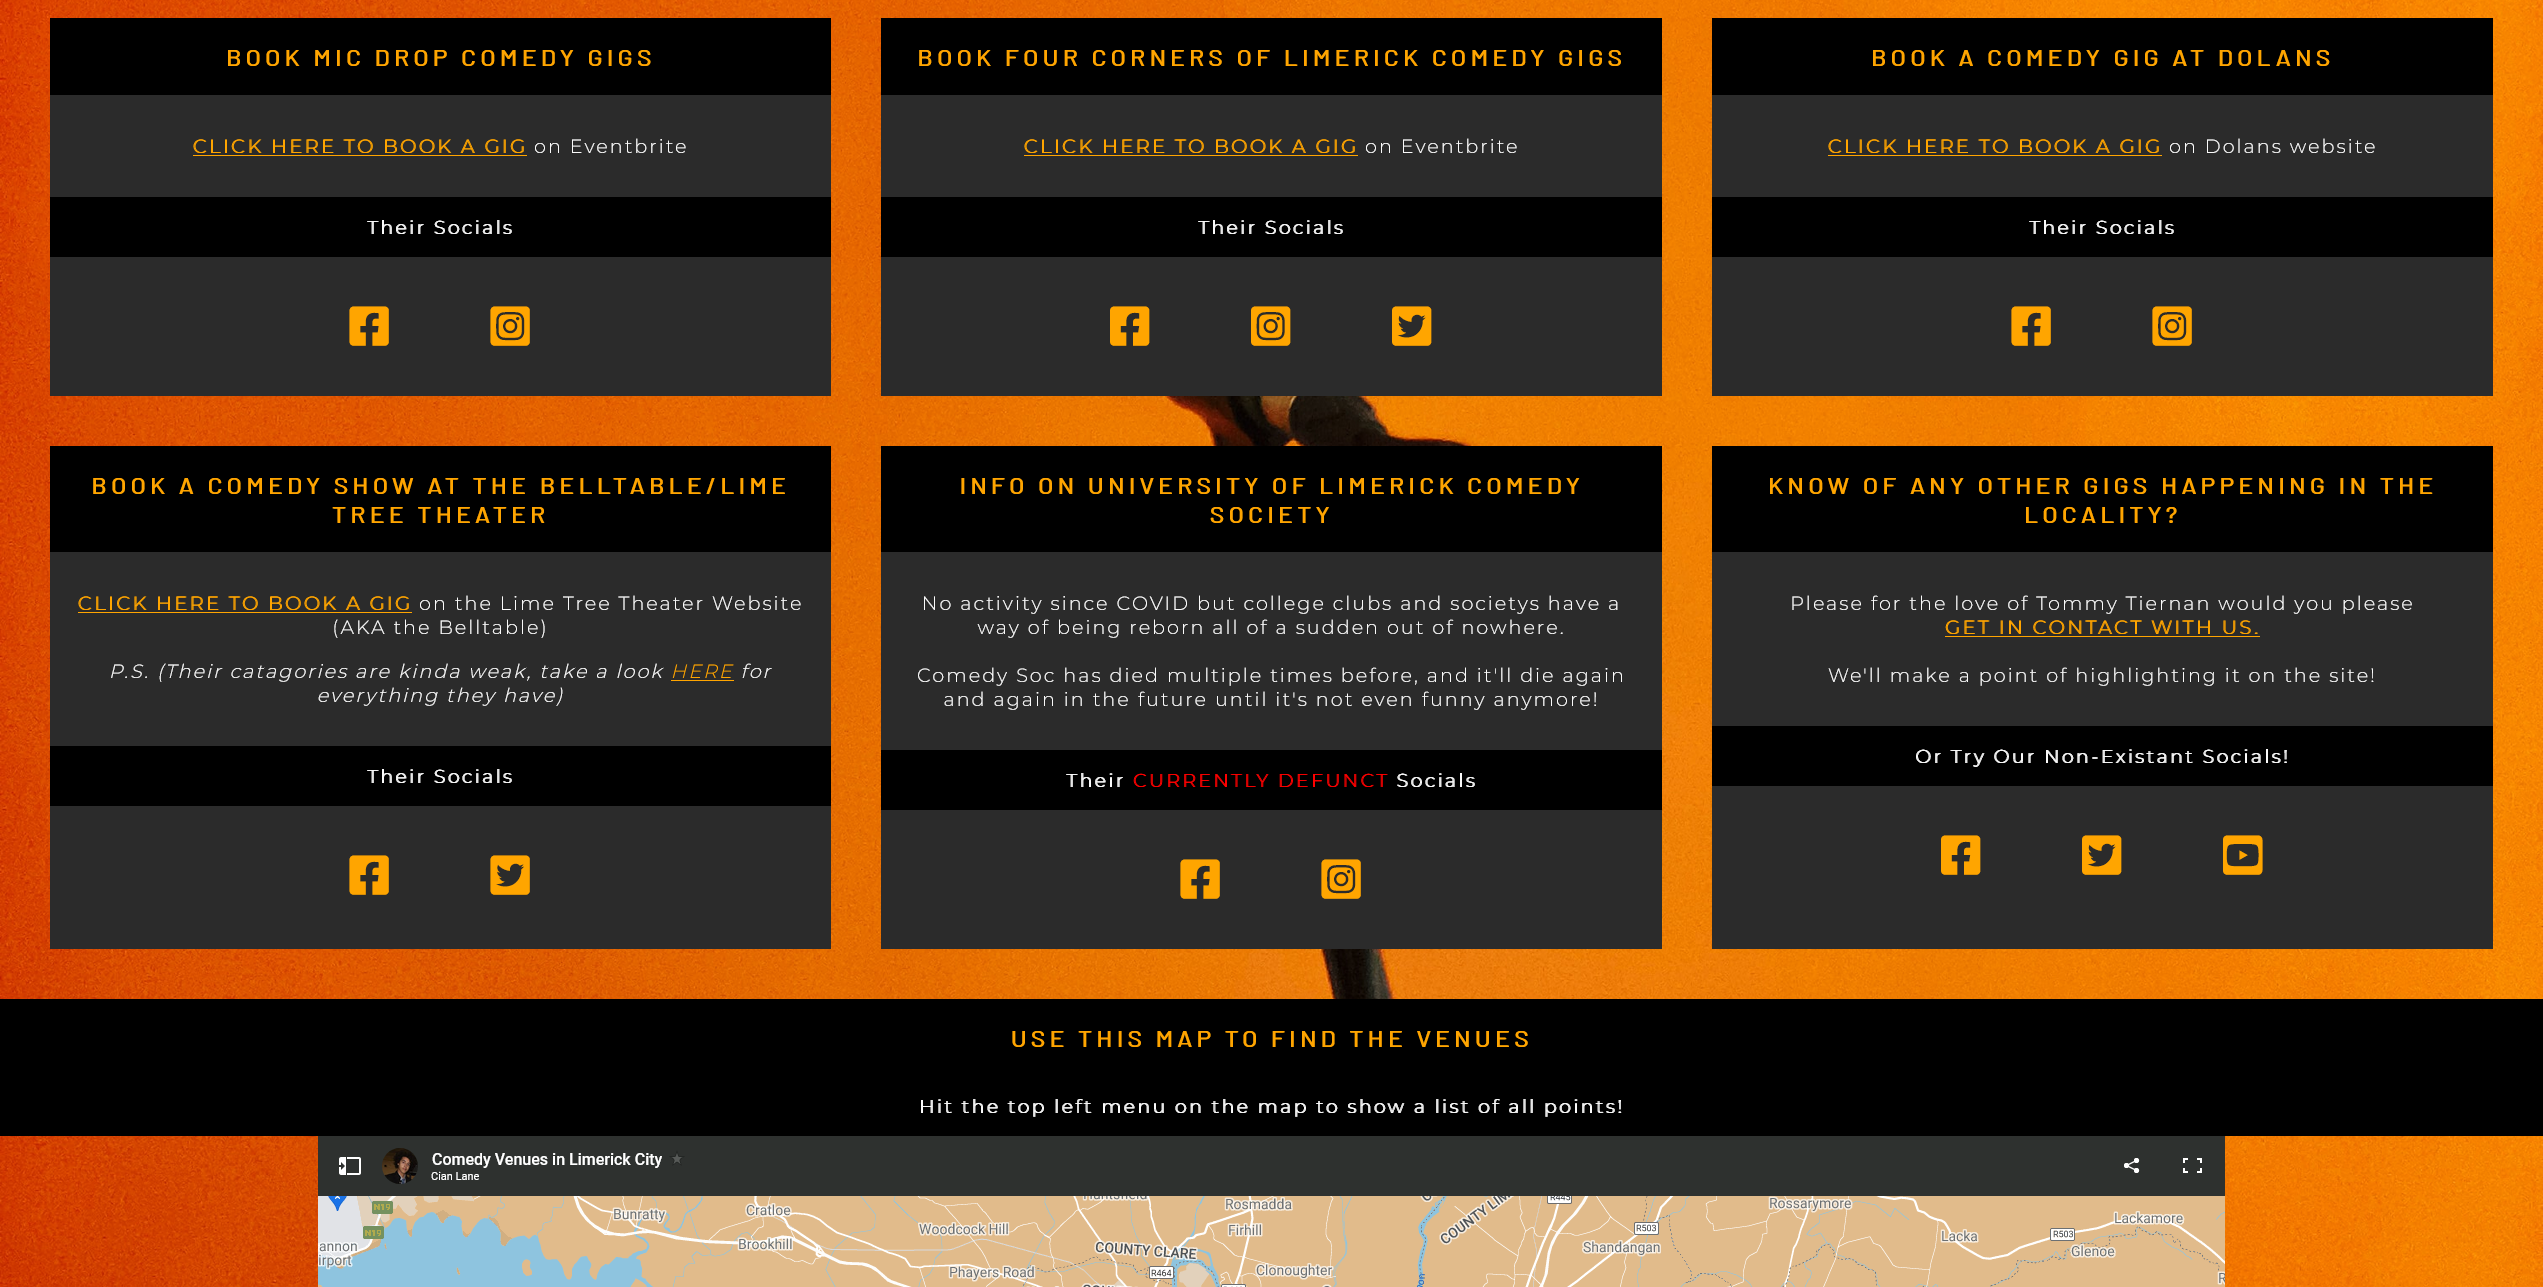 BOOK MIC DROP COMEDY GIGS
CLICK HERE TO BOOK A GIG on Eventbrite
Their Socials
BOOK FOUR CORNERS OF LIMERICK COMEDY GIGS
CLICK HERE TO BOOK A GIG on Eventbrite
Their Socials
BOOK A COMEDY GIG AT DOLANS
CLICK HERE TO BOOK A GIG on Dolans website
Their Socials
BOOK A COMEDY SHOW AT THE BELLTABLE/LIME
TREE THEATER
CLICK HERE TO BOOK A GIG on the Lime Tree Theater Website
(AKA the Belltable)
P.S. (Their catagories are kinda weak, take a look HERE for
everything they have)
Their Socials
INFO ON UNIVERSITY OF LIMERICK COMEDY
SOCIETY
No activity since COVID but college clubs and societys have a
way of being reborn all of a sudden out of nowhere.
Comedy Soc has died multiple times before, and it'll die again
and again in the future until it's not even funny anymore!
Their CURRENTLY DEFUNCT Socials
KNOW OF ANY OTHER GIGS HAPPENING IN THE
LOCALITY?
Please for the love of Tommy Tiernan would you please
GET IN CONTACT WITH US.
We'll make a point of highlighting it on the site!
Or Try Our Non-Existant Socials!
USE THIS MAP TO FIND THE VENUES
Hit the top left menu on the map to show a list of all points!
Comedy Venues in Limerick City
Cian Lane
N19
N19
annon
irport
Bunratty
Cratloe
Brookhill
Woodcock Hill
Phayers Road
COUNTY CLARE
R464
Rosmadda
Firhill
Clonoughter
COUNTY LIM
R445
R503
Shandangan
Rossarymore
Lacka
R503
Lackamore
Glenoe